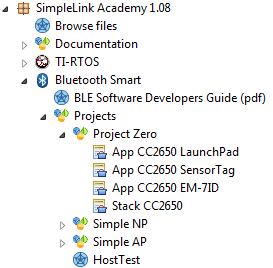 SimpleLink Academy 1.08
Browse files
Documentation
TI-RTOS
Bluetooth Smart
BLE Software Developers Guide (pdf)
Projects
Project Zero
App CC2650 LaunchPad
App CC2650 SensorTag
App CC2650 EM-7ID
Stack CC2650
Simple NP
Simple AP
HostTest